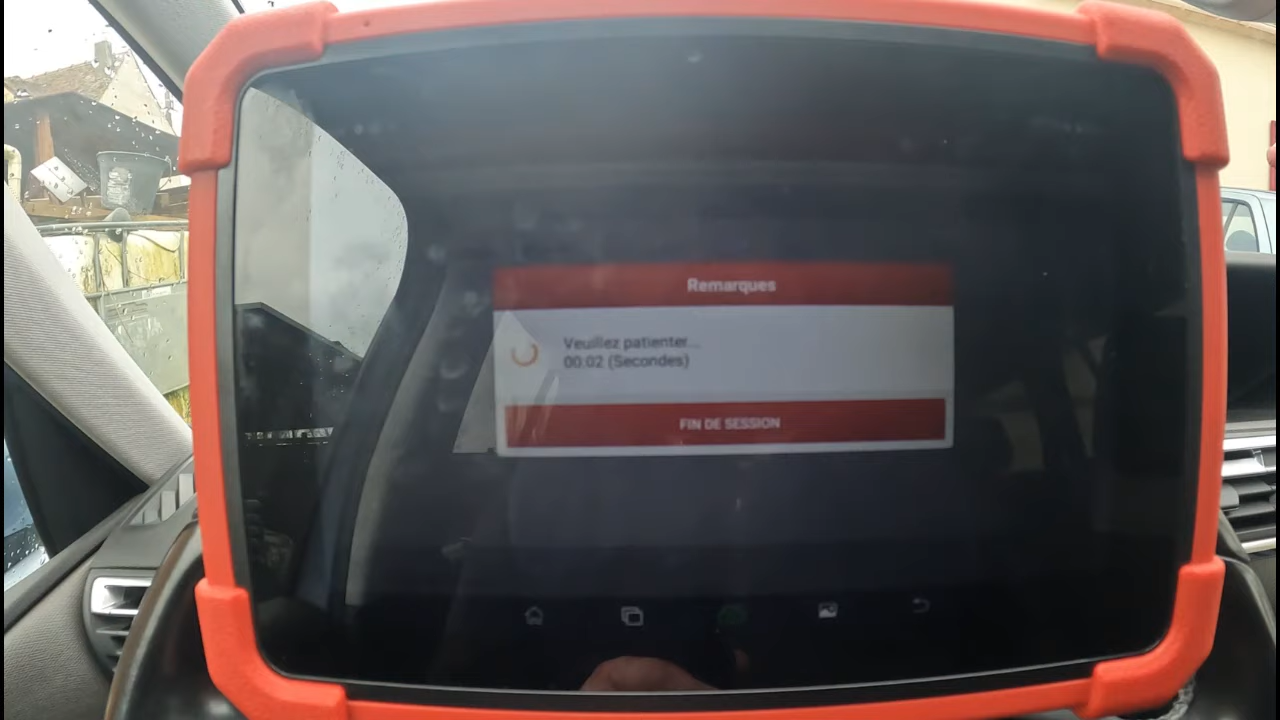 Remarques
Veuillez patienter...
00:02 (Secondes)
FIN DE SESSION